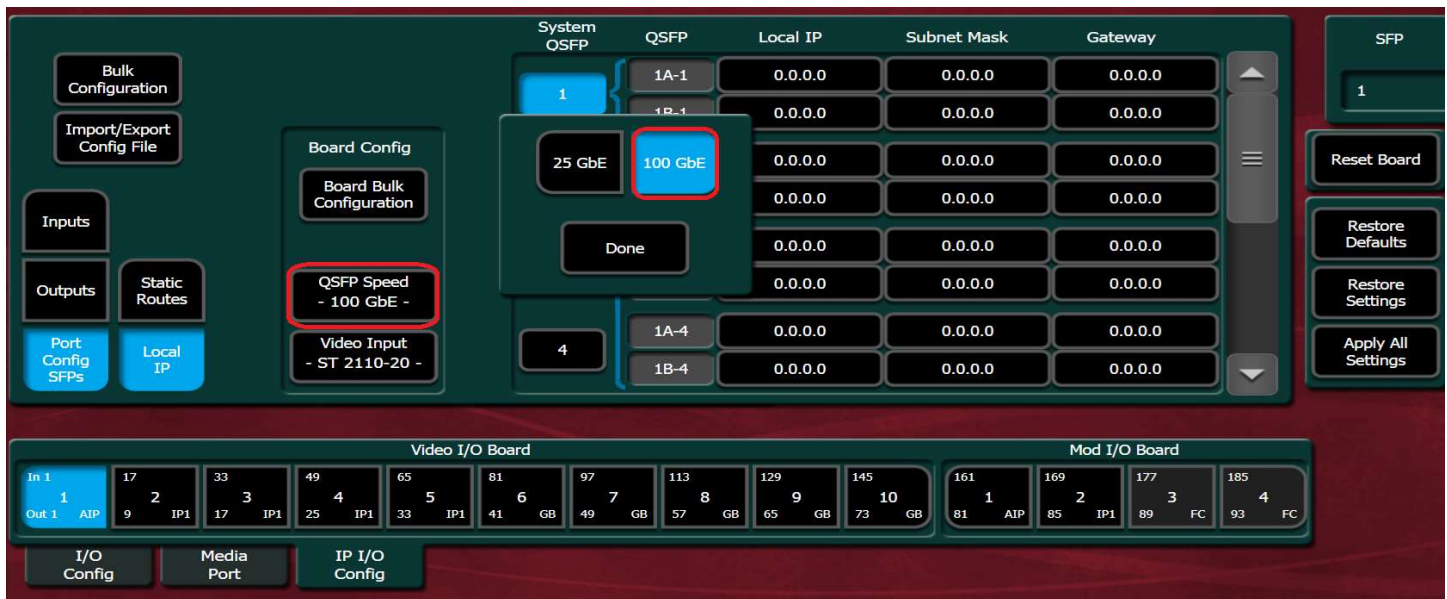 System
QSFP
QSFP
Local IP
Subnet Mask
Gateway
SFP
Bulk
Configuration
Import/Export
Config File
Inputs
Outputs
Port
Config
SFPs
Static
Routes
Local
IP
Board Config
Board Bulk
Configuration
QSFP Speed
- 100 GbE -
Video Input
- ST 2110-20 -
1
1A-1 0.0.0.0 0.0.0.0 0.0.0.0
1B-1 0.0.0.0 0.0.0.0 0.0.0.0
25 GbE
100 GbE
Done
0.0.0.0 0.0.0.0 0.0.0.0
0.0.0.0 0.0.0.0 0.0.0.0
0.0.0.0 0.0.0.0 0.0.0.0
0.0.0.0 0.0.0.0 0.0.0.0
4
1A-4 0.0.0.0 0.0.0.0 0.0.0.0
1B-4 0.0.0.0 0.0.0.0 0.0.0.0
1
Reset Board
Restore
Defaults
Restore
Settings
Apply All
Settings
Video I/O Board
In 1
1
Out 1 AIP
17
2
9 IP1
33
3
17 IP1
49
4
25 IP1
65
5
33 IP1
81
6
41 GB
97
7
49 GB
113
8
57 GB
129
9
65 GB
145
10
73 GB
Mod I/O Board
161
1
81 AIP
169
2
85 IP1
177
3
89 FC
185
4
93 FC
I/O
Config
Media
Port
IP I/O
Config